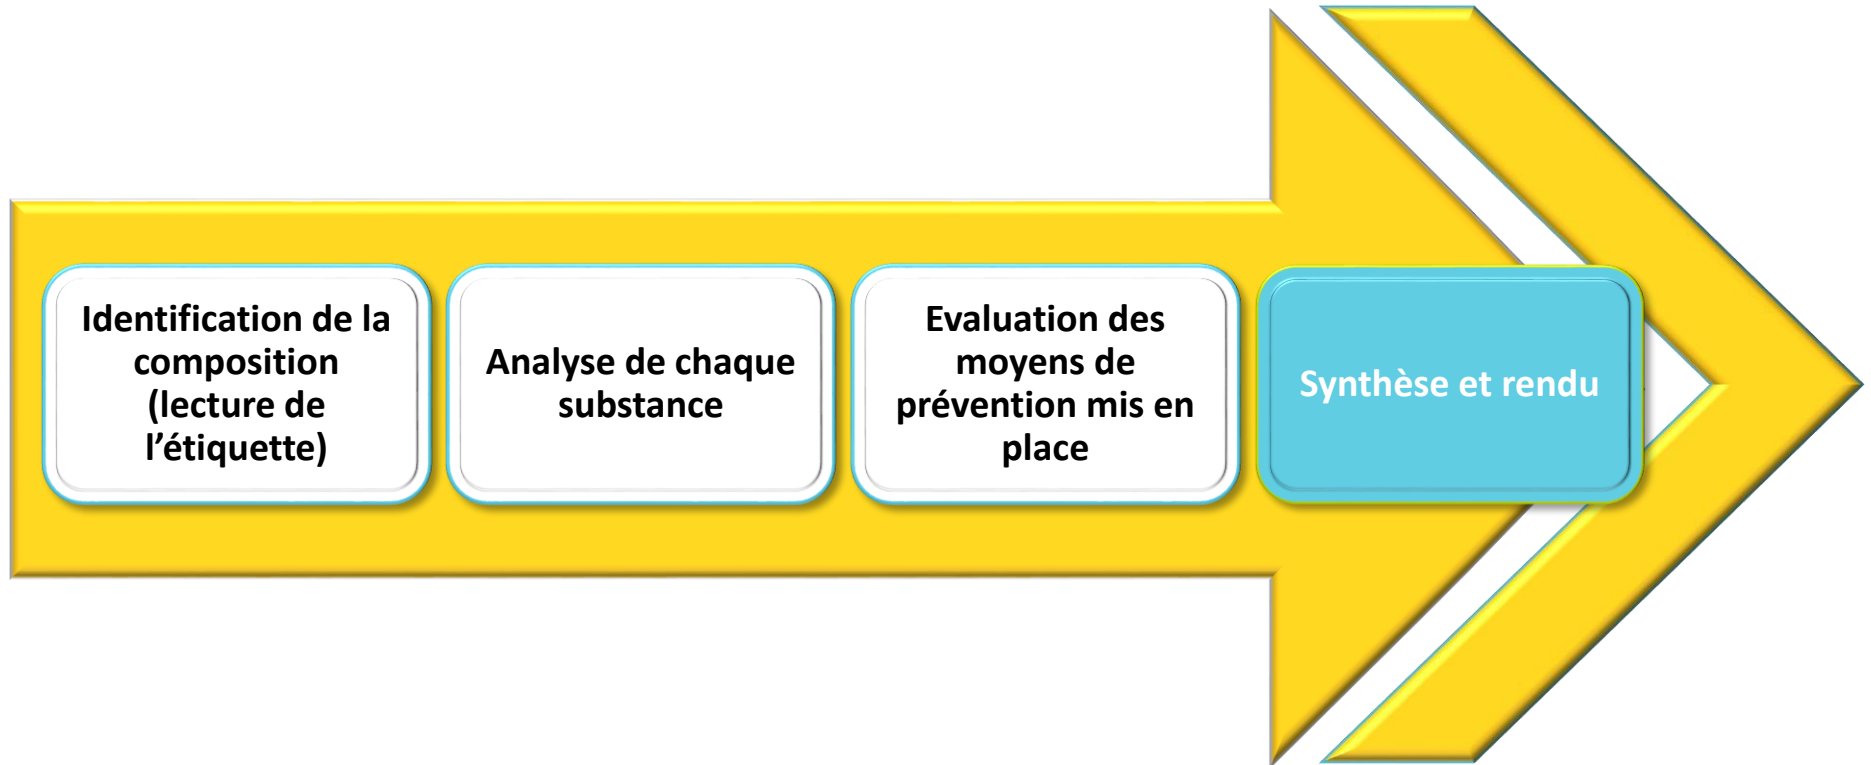 Identification de la
composition
(lecture de
l’étiquette)
Analyse de chaque
substance
Evaluation des
moyens de
prévention mis en
place
Synthèse et rendu